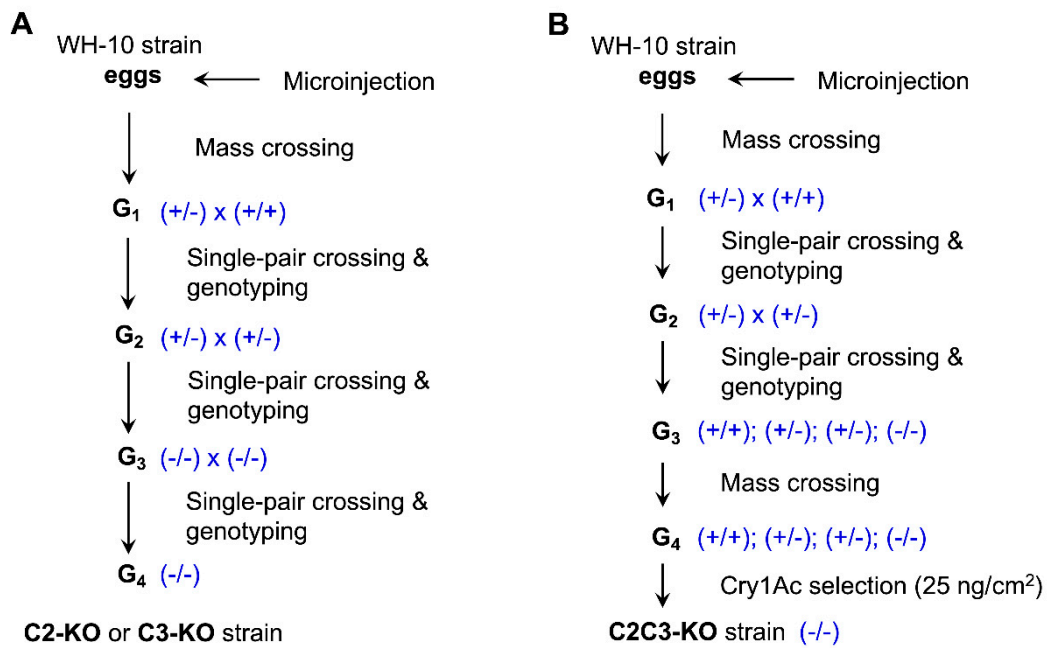 A
WH-10 strain
eggs
Microinjection
Mass crossing
G₁ (+/-) x (+/+)
Single-pair crossing &
genotyping
G₂ (+/-) x (+/-)
Single-pair crossing &
genotyping
G₃ (-/-) x (-/-)
Single-pair crossing &
genotyping
G₄ (-/-)
C2-KO or C3-KO strain
B
WH-10 strain
eggs
Microinjection
Mass crossing
G₁ (+/-) x (+/+)
Single-pair crossing &
genotyping
G₂ (+/-) x (+/-)
Single-pair crossing &
genotyping
G₃ (+/+); (+/-); (+/-); (-/-)
Mass crossing
G₄ (+/+); (+/-); (+/-); (-/-)
Cry1Ac selection (25 ng/cm²)
C2C3-KO strain (-/-)